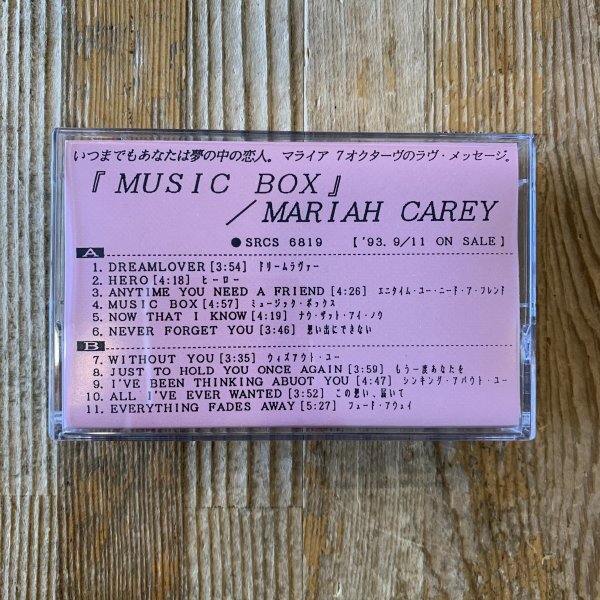 いつまでもあなたは夢の中の恋人。マライア 7オクターヴのラヴ・メッセージ。
『MUSIC BOX』
／MARIAH CAREY
●SRCS 6819 【'93. 9/11 ON SALE】
A
1. DREAMLOVER [3:54] ドリームラヴァー
2. HERO [4:18] ヒーロー
3. ANYTIME YOU NEED A FRIEND [4:26] エニタイム・ユー・ニード・ア・フレンド
4. MUSIC BOX [4:57] ミュージック・ボックス
5. NOW THAT I KNOW [4:19] ナウ・ザット・アイ・ノウ
6. NEVER FORGET YOU [3:46] 想い出にできない
B
7. WITHOUT YOU [3:35] ウィズアウト・ユー
8. JUST TO HOLD YOU ONCE AGAIN [3:59] もう一度あなたを
9. I'VE BEEN THINKING ABUOT YOU [4:47] シンキング・アバウト・ユー
10. ALL I'VE EVER WANTED [3:52] この想い、届いて
11. EVERYTHING FADES AWAY [5:27] フェード・アウェイ